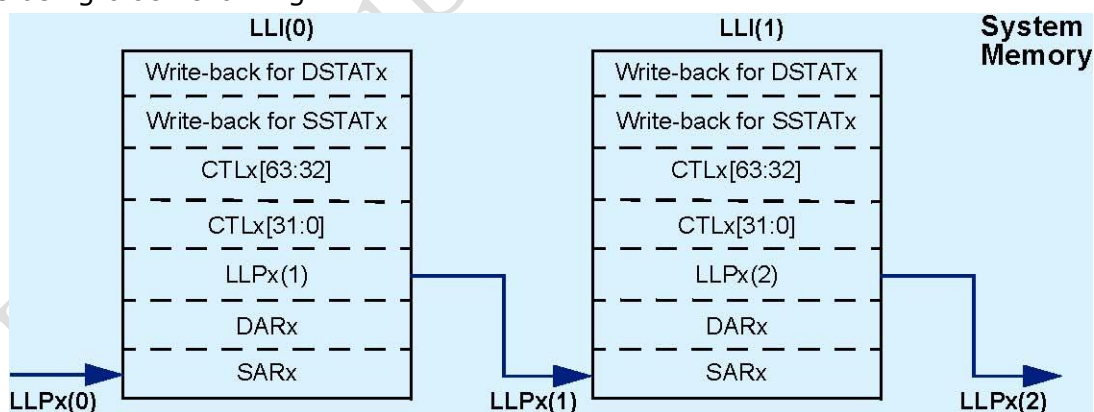 LLI(0)
LLI(1)
System
Memory
Write-back for DSTATx
Write-back for SSTATx
CTLx[63:32]
CTLx[31:0]
LLPx(1)
DARx
SARx
Write-back for DSTATx
Write-back for SSTATx
CTLx[63:32]
CTLx[31:0]
LLPx(2)
DARx
SARx
LLPx(0)
LLPx(1)
LLPx(2)